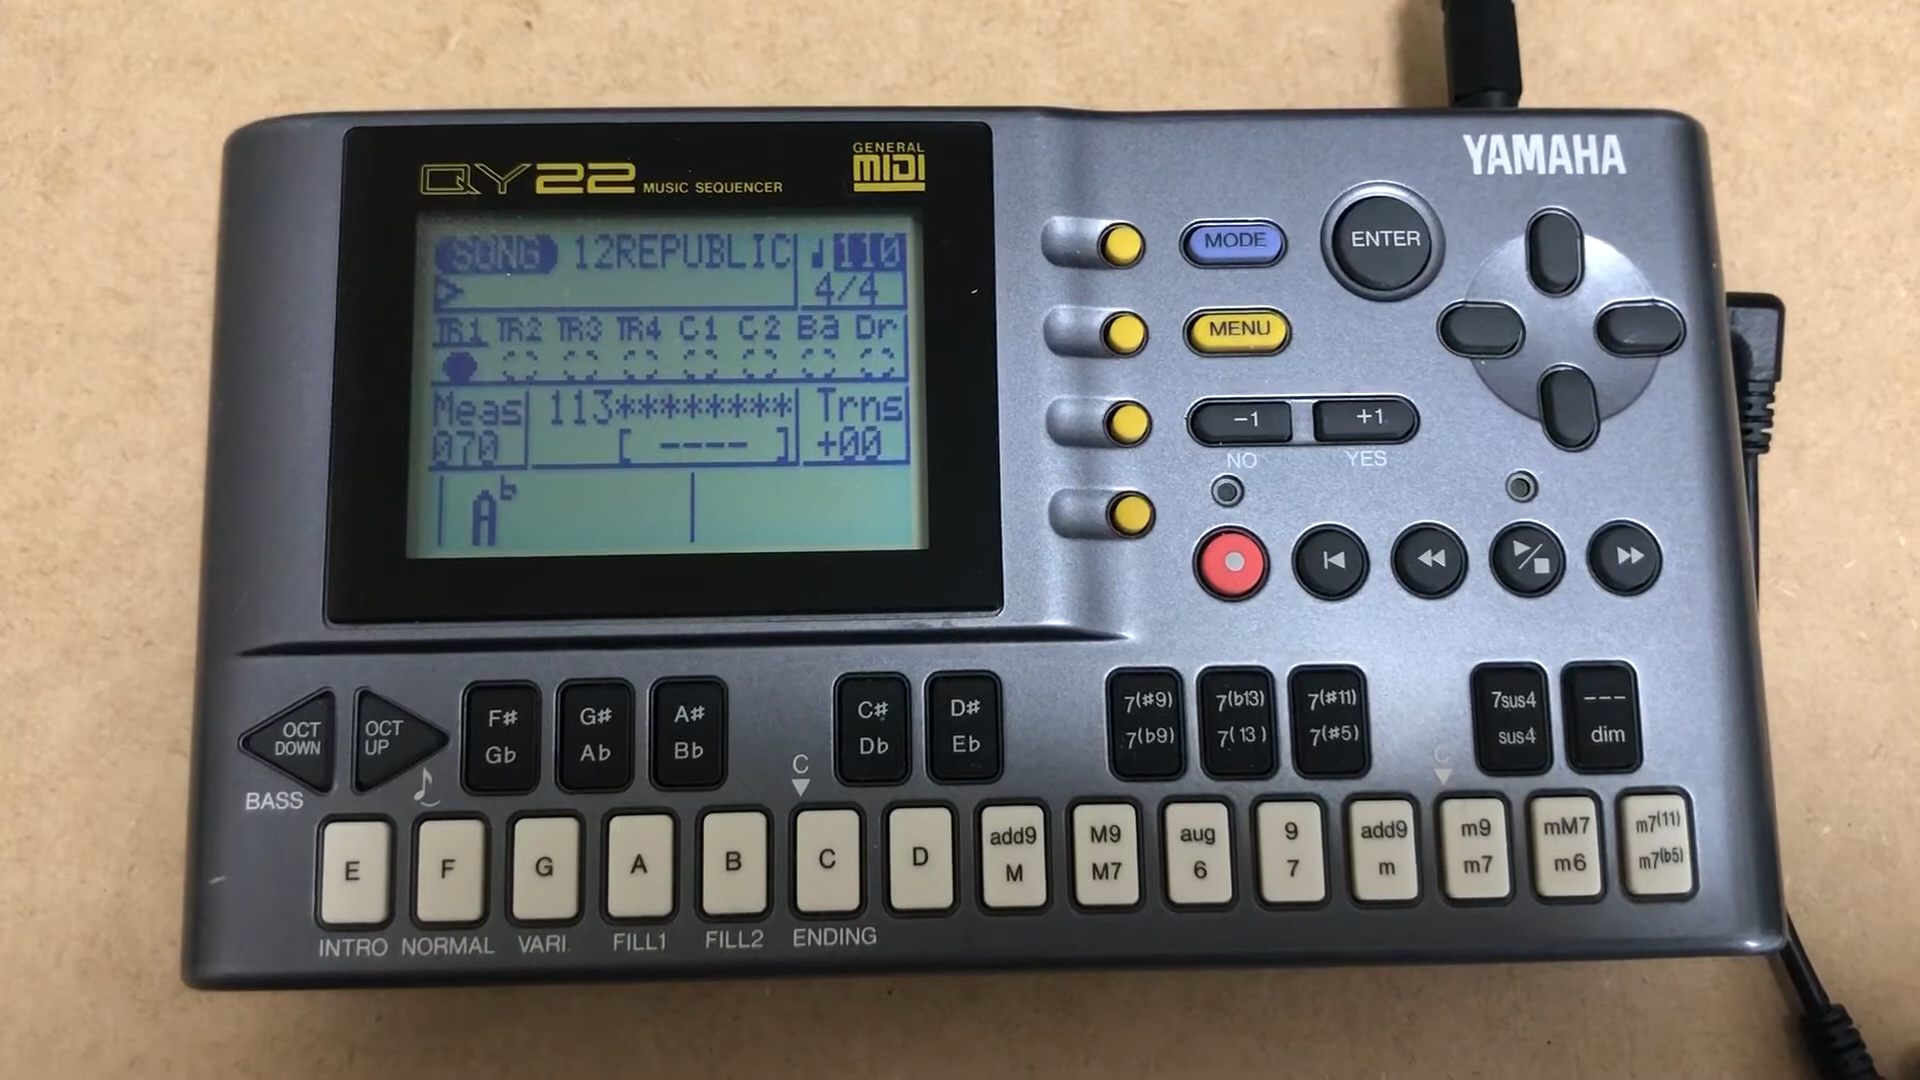 QY22 MUSIC SEQUENCER
GENERAL MIDI
YAMAHA
SONG 12REPUBLIC ♩110
4/4
TR1 TR2 TR3 TR4 C1 C2 Ba Dr
Meas 113******** Trns
070 [ ---- ] +00
A♭
MODE
ENTER
MENU
-1 +1
NO YES
OCT DOWN
OCT UP
BASS
F# G♭
G# A♭
A# B♭
C
C# D♭
D# E♭
7(#9) 7(♭9)
7(♭13) 7(13)
7(#11) 7(#5)
C
7sus4 sus4
--- dim
E
F
G
A
B
C
D
add9 M
M9 M7
aug 6
9 7
add9 m
m9 m7
mM7 m6
m7(11) m7(♭5)
INTRO NORMAL VARI. FILL1 FILL2 ENDING